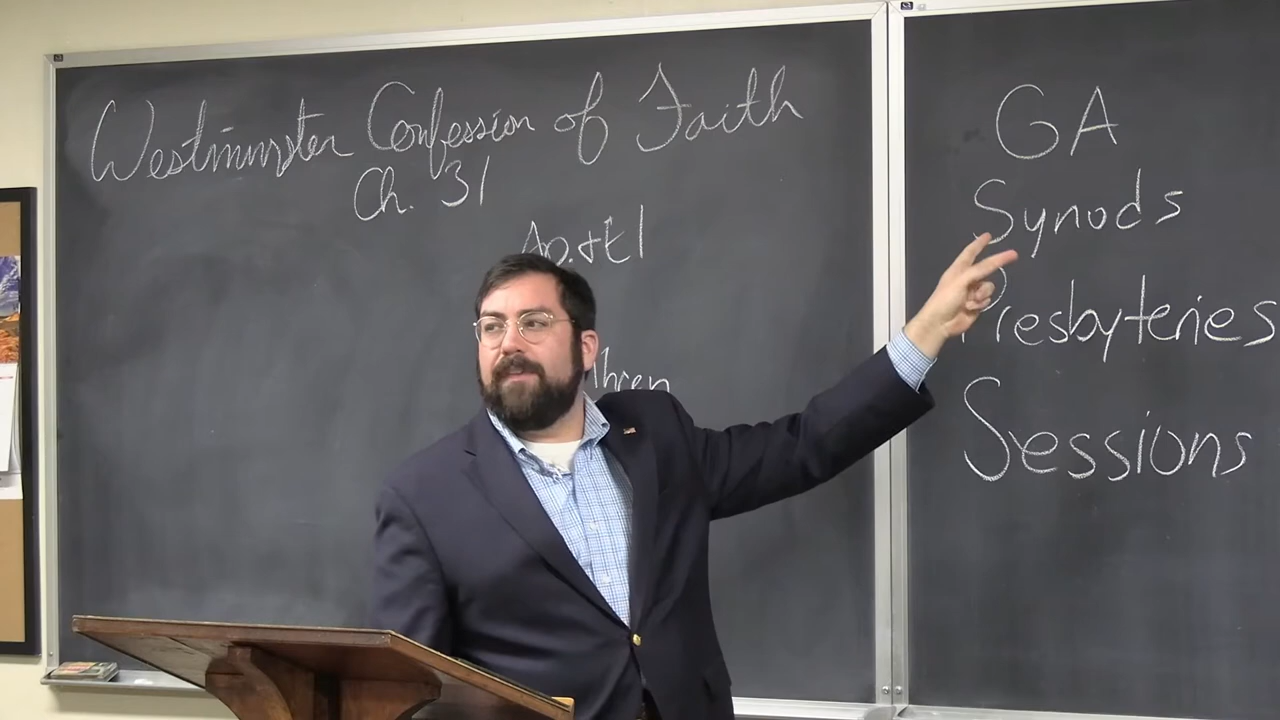 Westminster Confession of Faith
Ch. 31
GA
Synods
Presbyteries
Sessions